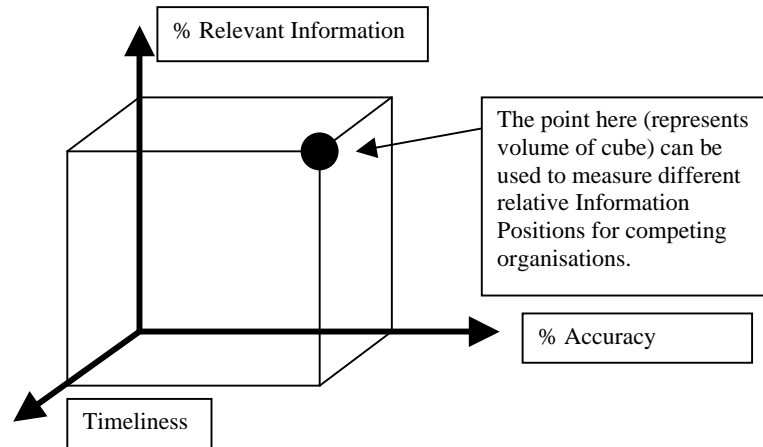 % Relevant Information
The point here (represents
volume of cube) can be
used to measure different
relative Information
Positions for competing
organisations.
% Accuracy
Timeliness